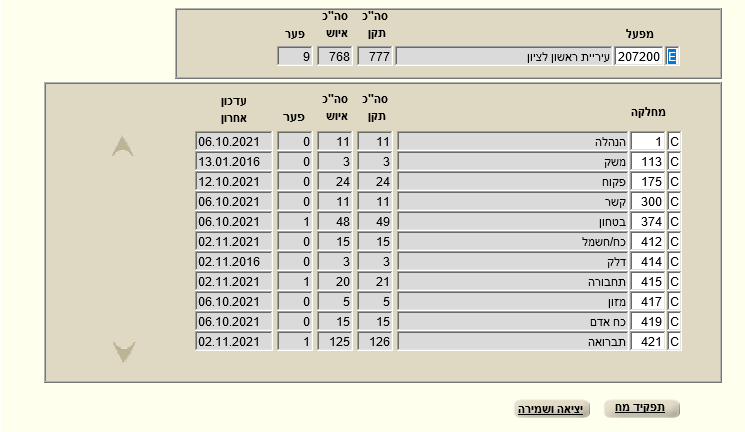 מפעל סה"כ תקן סה"כ איוש פער
E 207200 עיריית ראשון לציון 777 768 9
מחלקה סה"כ תקן סה"כ איוש פער עדכון אחרון
C 1 הנהלה 11 11 0 06.10.2021
C 113 משק 3 3 0 13.01.2016
C 175 פקוח 24 24 0 12.10.2021
C 300 קשר 11 11 0 06.10.2021
C 374 בטחון 49 48 1 06.10.2021
C 412 כח/חשמל 15 15 0 02.11.2021
C 414 דלק 3 3 0 02.11.2016
C 415 תחבורה 21 20 1 02.11.2021
C 417 מזון 5 5 0 06.10.2021
C 419 כח אדם 15 15 0 06.10.2021
C 421 תברואה 126 125 1 02.11.2021
תפקיד מח יציאה ושמירה